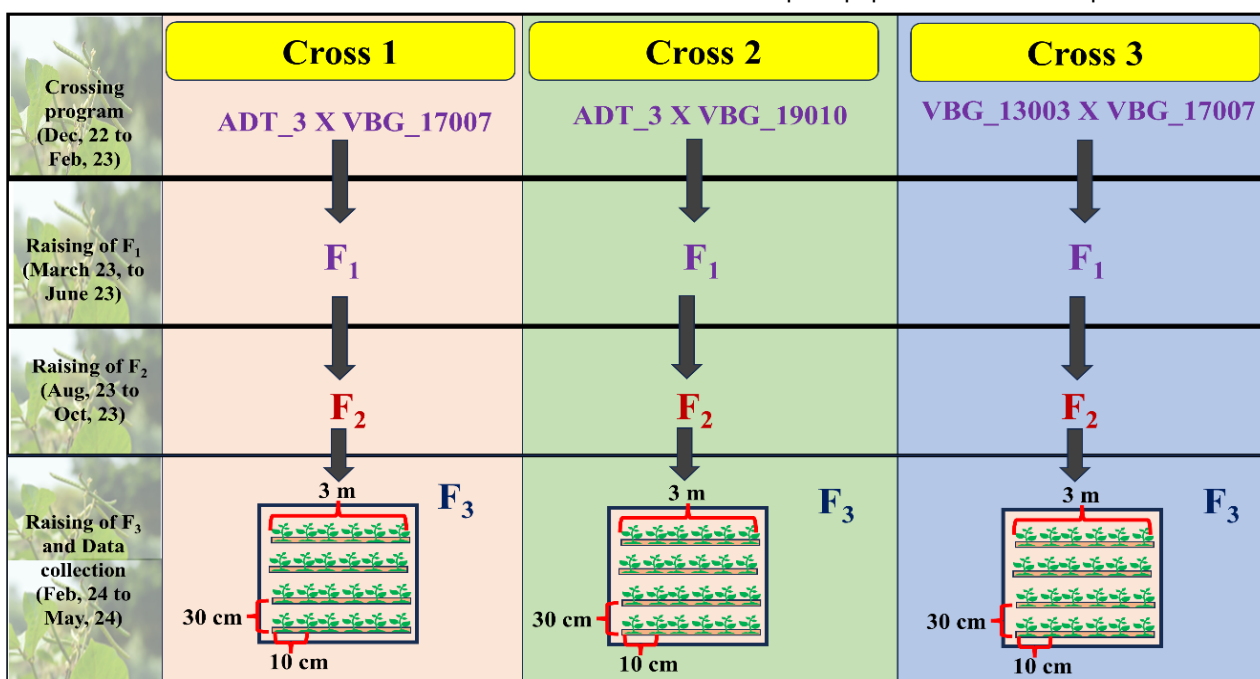 Cross 1
Cross 2
Cross 3
Crossing
program
(Dec, 22 to
Feb, 23)
ADT_3 X VBG_17007
ADT_3 X VBG_19010
VBG_13003 X VBG_17007
Raising of F₁
(March 23, to
June 23)
F₁
F₁
F₁
Raising of F₂
(Aug, 23 to
Oct, 23)
F₂
F₂
F₂
Raising of F₃
and Data
collection
(Feb, 24 to
May, 24)
3 m
F₃
30 cm
10 cm
3 m
F₃
30 cm
10 cm
3 m
F₃
30 cm
10 cm